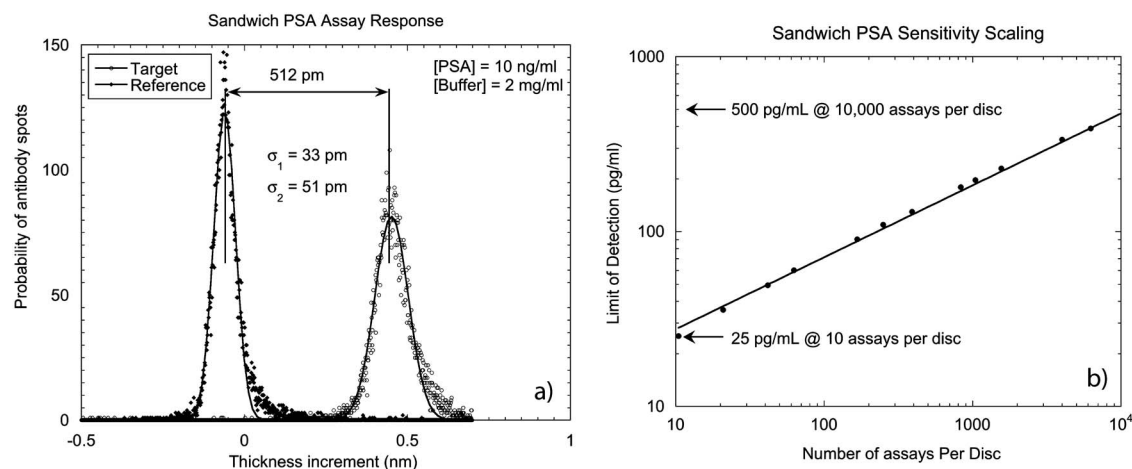 Sandwich PSA Assay Response
150
100
50
0
Probability of antibody spots
Target
Reference
512 pm
[PSA] = 10 ng/ml
[Buffer] = 2 mg/ml
σ1 = 33 pm
σ2 = 51 pm
a)
-0.5
0
0.5
1
Thickness increment (nm)
Sandwich PSA Sensitivity Scaling
1000
100
10
Limit of Detection (pg/ml)
500 pg/mL @ 10,000 assays per disc
25 pg/mL @ 10 assays per disc
b)
10
100
1000
10^4
Number of assays Per Disc